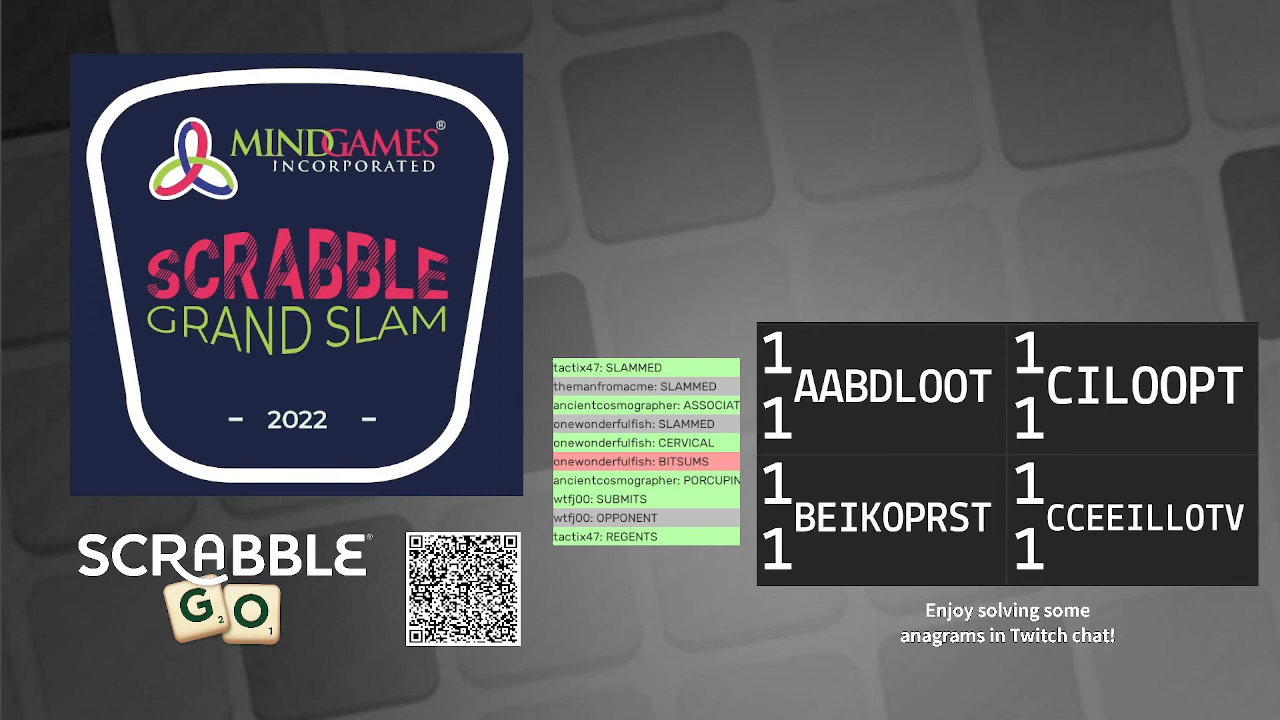 MINDGAMES®
INCORPORATED
SCRABBLE
GRAND SLAM
- 2022 -
SCRABBLE®
G2 O1
tactix47: SLAMMED
themanfromacme: SLAMMED
ancientcosmographer: ASSOCIAT
onewonderfulfish: SLAMMED
onewonderfulfish: CERVICAL
onewonderfulfish: BITSUMS
ancientcosmographer: PORCUPIN
wtfj00: SUBMITS
wtfj00: OPPONENT
tactix47: REGENTS
1
1 AABDLOOT
1
1 CILOOPT
1
1 BEIKOPRST
1
1 CCEEILLOTV
Enjoy solving some
anagrams in Twitch chat!